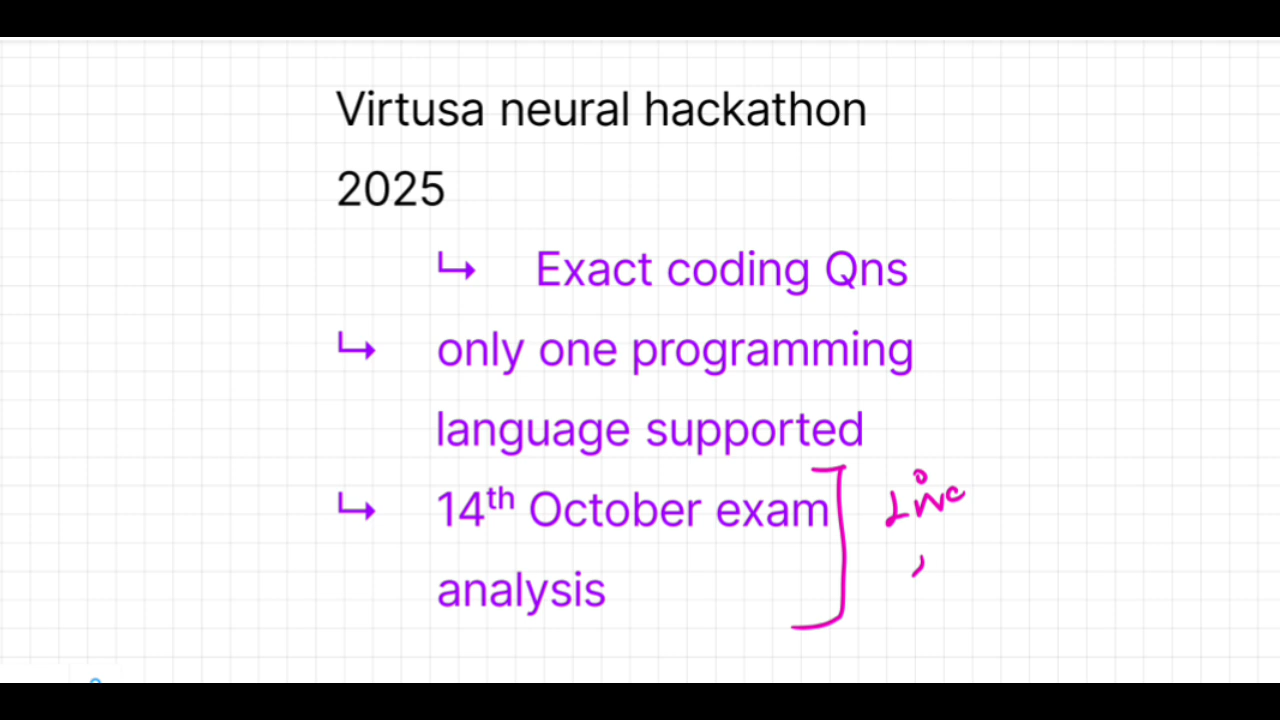 Virtusa neural hackathon
2025
↳ Exact coding Qns
↳ only one programming
language supported
↳ 14th October exam
analysis
Live